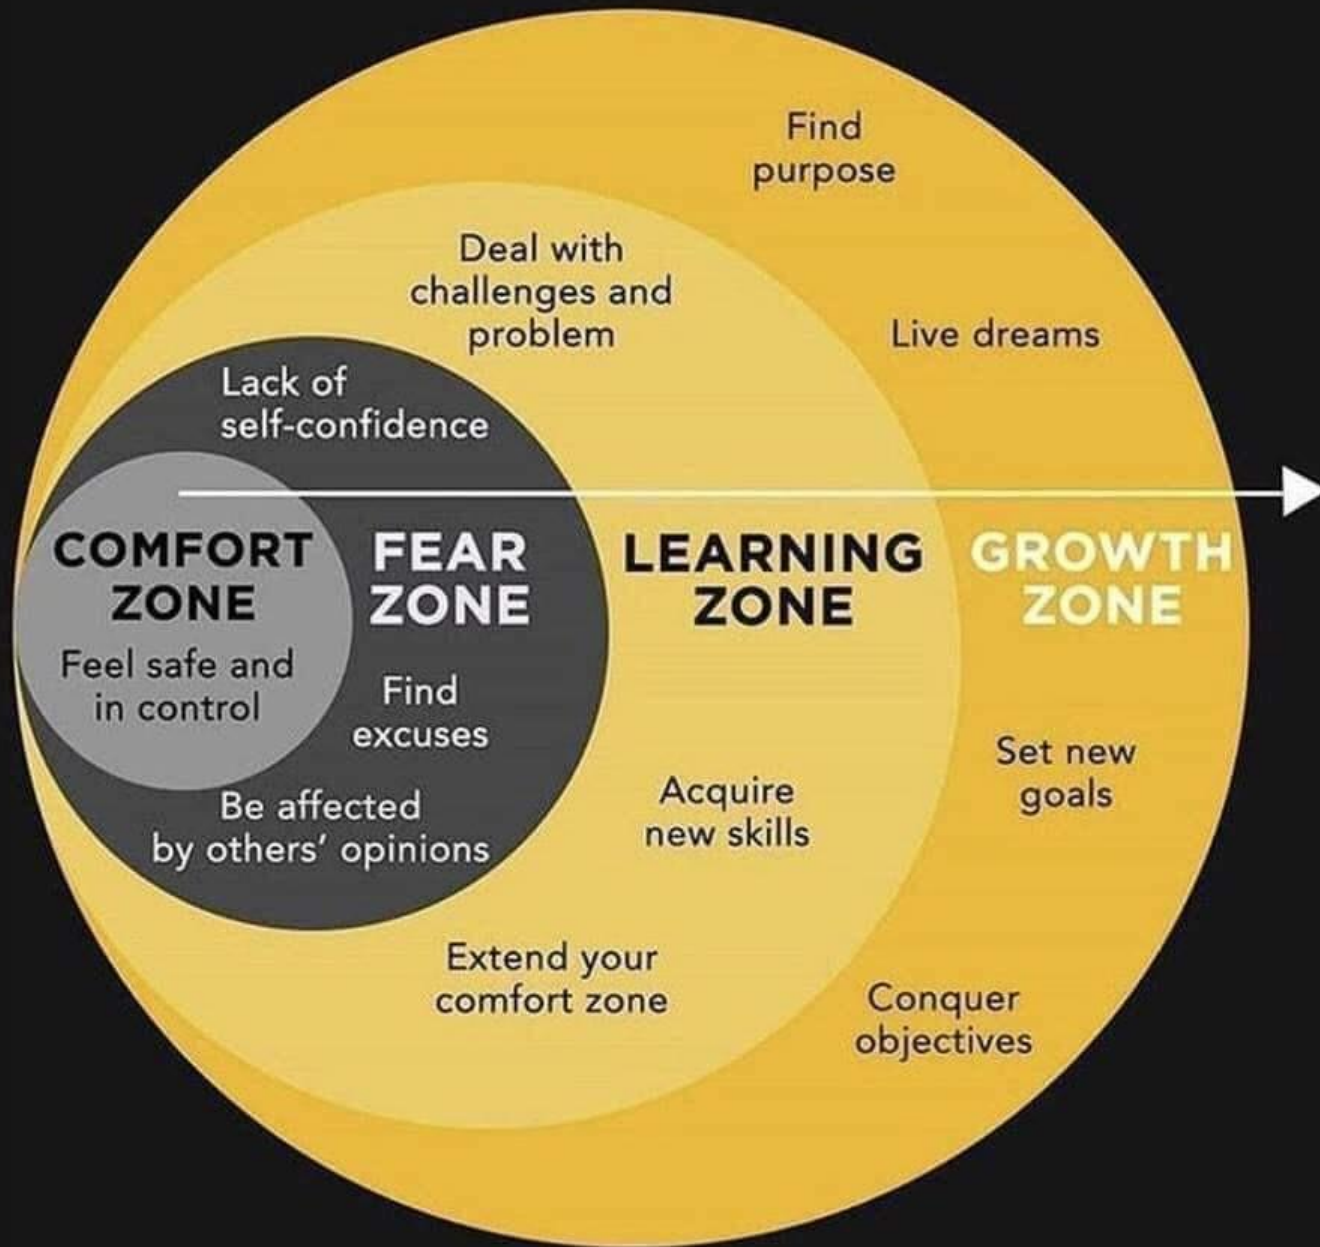 Find
purpose
Deal with
challenges and
problem
Live dreams
Lack of
self-confidence
COMFORT
ZONE
Feel safe and
in control
FEAR
ZONE
Find
excuses
Be affected
by others' opinions
LEARNING
ZONE
Acquire
new skills
Extend your
comfort zone
GROWTH
ZONE
Set new
goals
Conquer
objectives